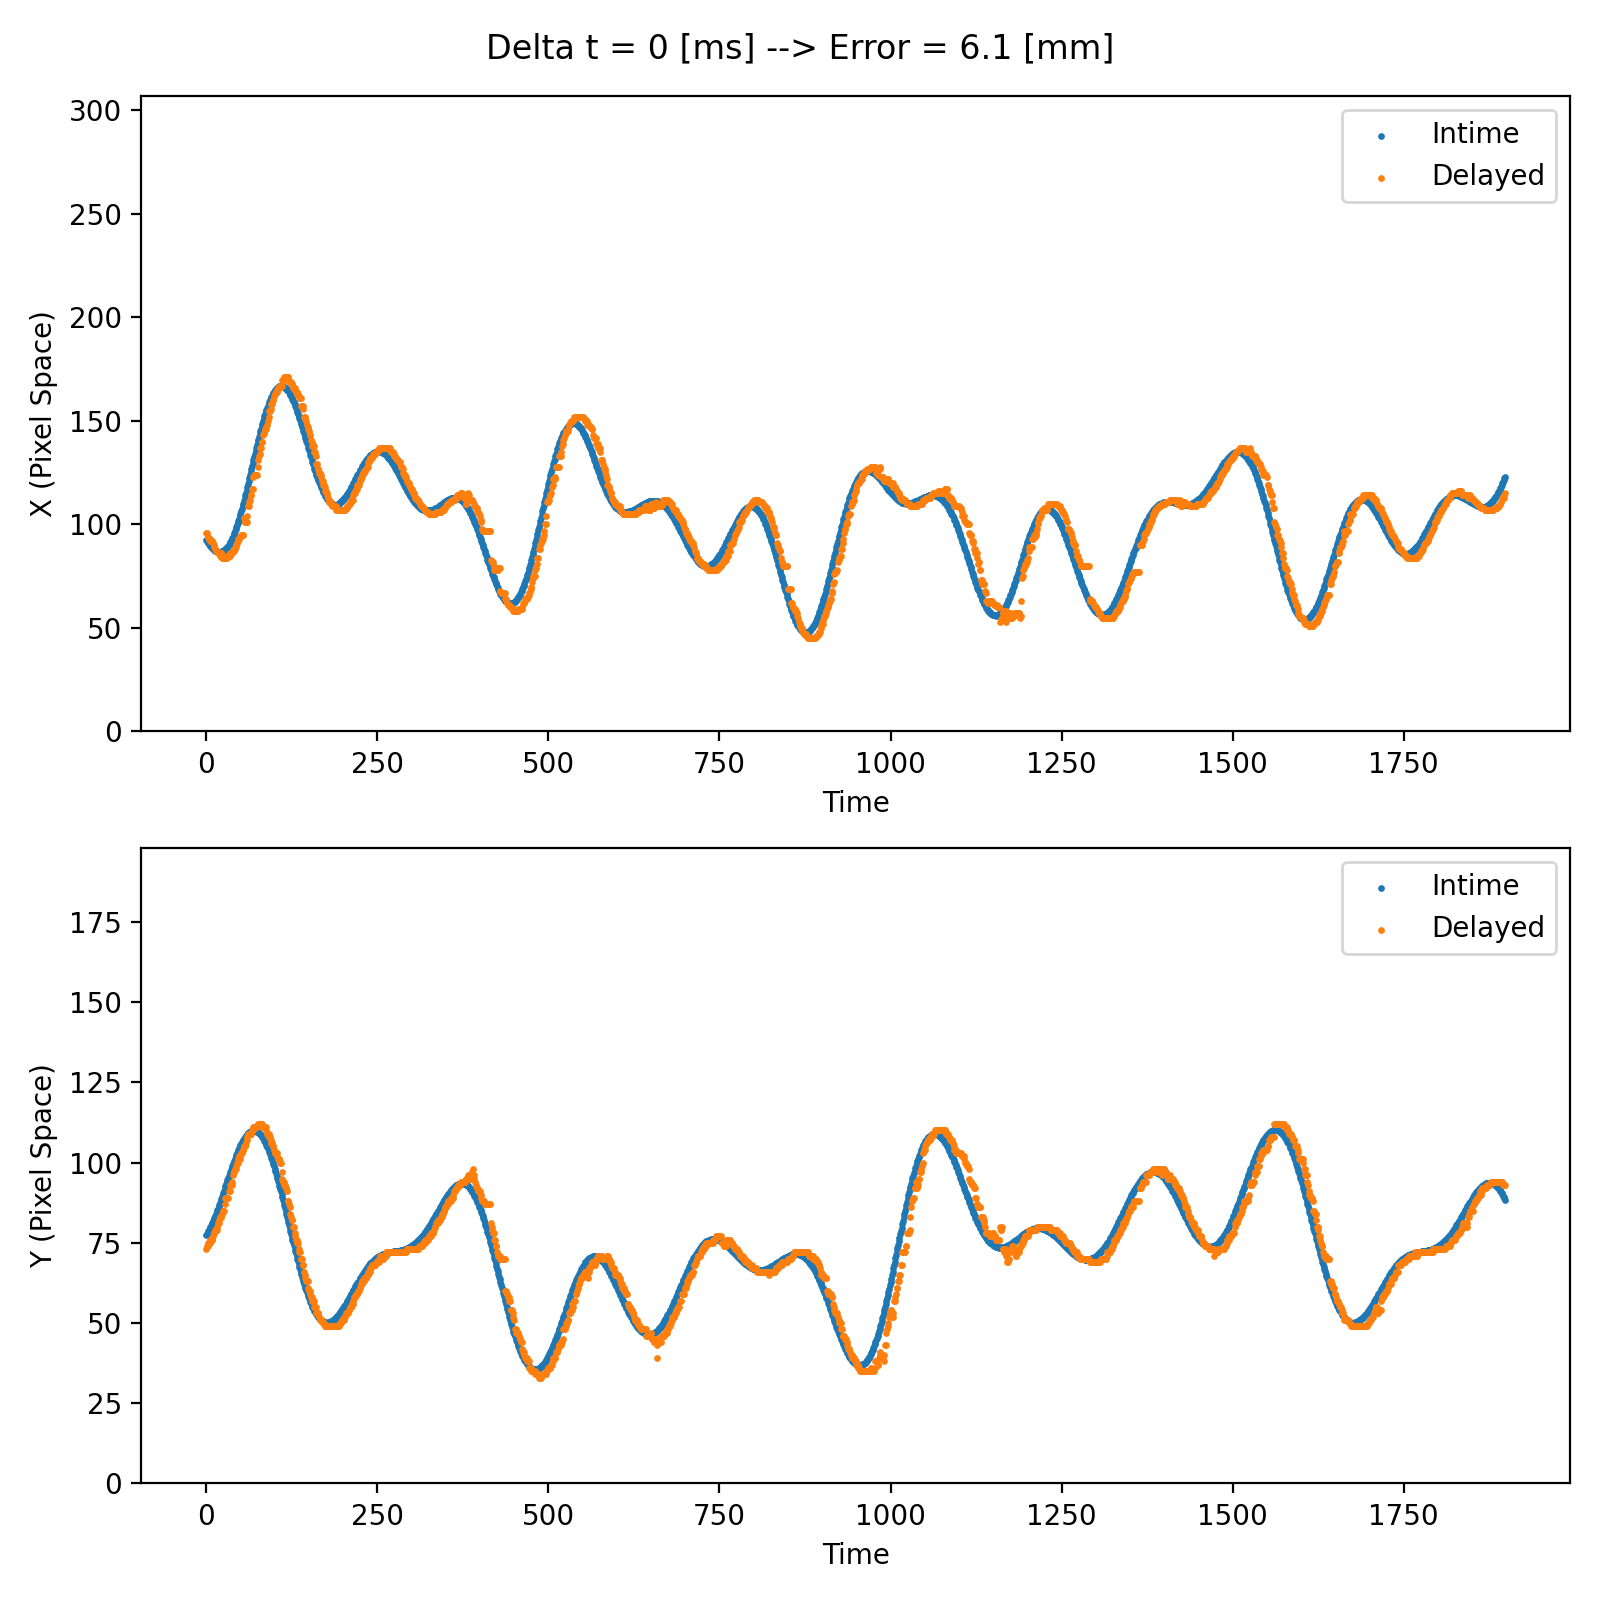 Delta t = 0 [ms] --> Error = 6.1 [mm]
300
250
200
150
100
50
0
X (Pixel Space)
Intime
Delayed
0 250 500 750 1000 1250 1500 1750
Time
175
150
125
100
75
50
25
0
Y (Pixel Space)
Intime
Delayed
0 250 500 750 1000 1250 1500 1750
Time